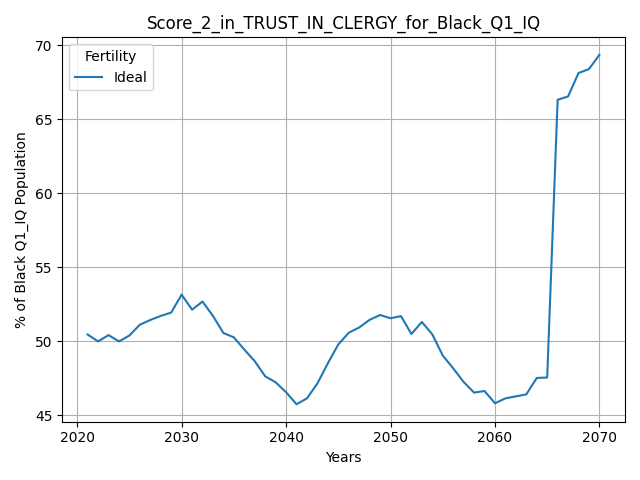 Score_2_in_TRUST_IN_CLERGY_for_Black_Q1_IQ
Fertility
Ideal
70
65
60
55
50
45
% of Black Q1_IQ Population
2020 2030 2040 2050 2060 2070
Years